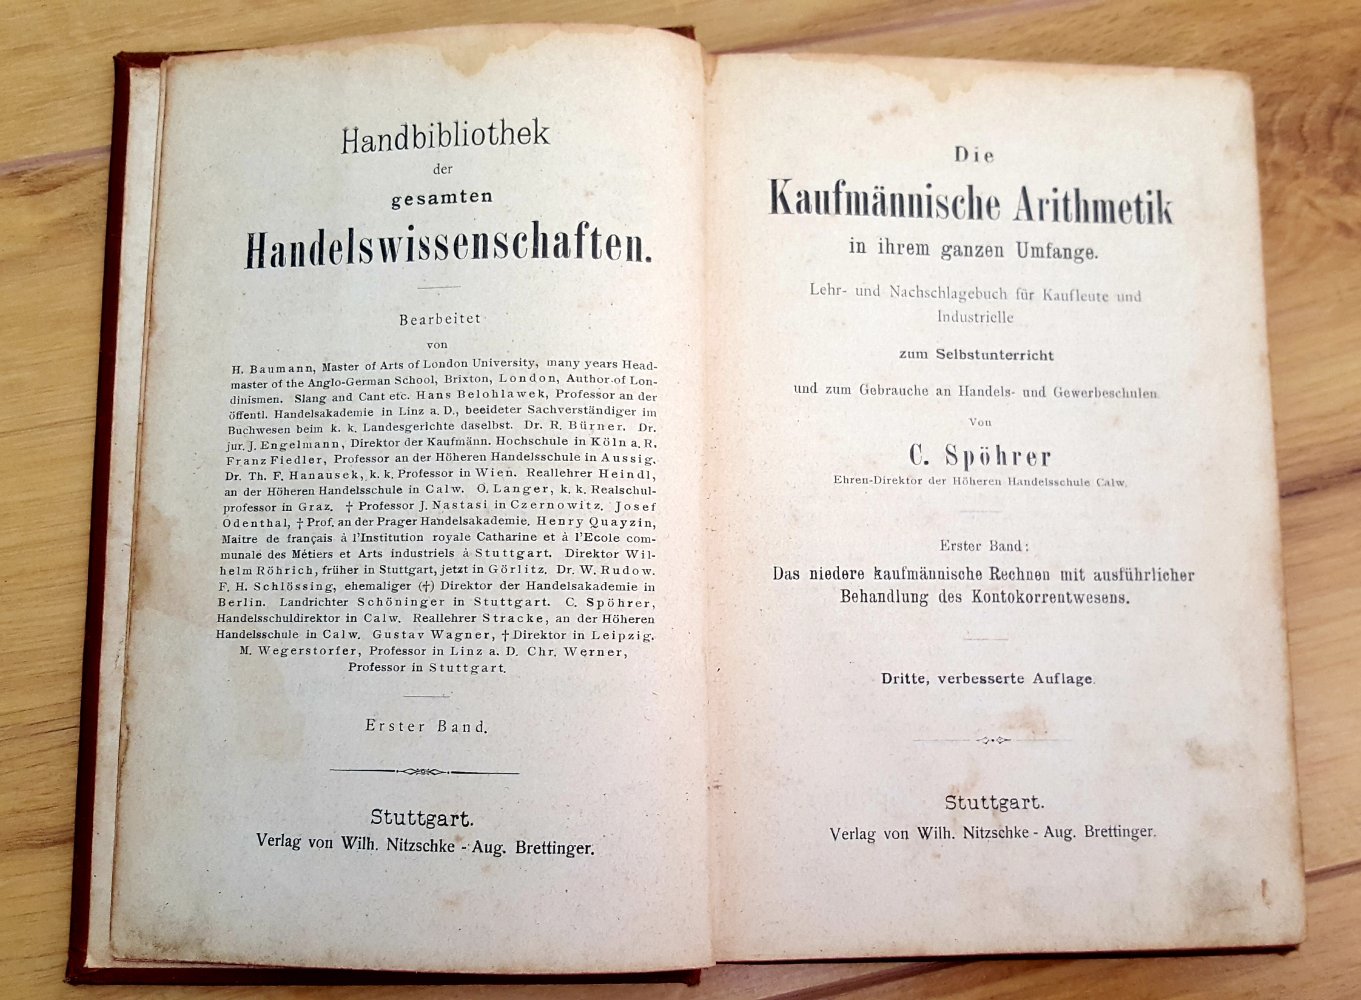 Handbibliothek
der
gesamten
Handelswissenschaften.
Bearbeitet
von
H. Baumann, Master of Arts of London University, many years Head-
master of the Anglo-German School, Brixton, London, Author of Lon-
dinismen. Slang and Cant etc. Hans Belohlawek, Professor an der
öffentl. Handelsakademie in Linz a. D., beeideter Sachverständiger im
Buchwesen beim k. k. Landesgerichte daselbst. Dr. R. Bürner. Dr.
jur. J. Engelmann, Direktor der Kaufmänn. Hochschule in Köln a. R.
Franz Fiedler, Professor an der Höheren Handelsschule in Aussig.
Dr. Th. F. Hanausek, k. k. Professor in Wien. Reallehrer Heindl,
an der Höheren Handelsschule in Calw. O. Langer, k. k. Realschul-
professor in Graz. † Professor J. Nastasi in Czernowitz. Josef
Odenthal, † Prof. an der Prager Handelsakademie. Henry Quayzin,
Maitre de français à l'Institution royale Catharine et à l'Ecole com-
munale des Métiers et Arts industriels à Stuttgart. Direktor Wil-
helm Röhrich, früher in Stuttgart, jetzt in Görlitz. Dr. W. Rudow.
F. H. Schlössing, ehemaliger (†) Direktor der Handelsakademie in
Berlin. Landrichter Schöninger in Stuttgart. C. Spöhrer,
Handelsschuldirektor in Calw. Reallehrer Stracke, an der Höheren
Handelsschule in Calw. Gustav Wagner, † Direktor in Leipzig.
M. Wegerstorfer, Professor in Linz a. D. Chr. Werner,
Professor in Stuttgart.
Erster Band.
Stuttgart.
Verlag von Wilh. Nitzschke - Aug. Brettinger.
Die
Kaufmännische Arithmetik
in ihrem ganzen Umfange.
Lehr- und Nachschlagebuch für Kaufleute und
Industrielle
zum Selbstunterricht
und zum Gebrauche an Handels- und Gewerbeschulen
Von
C. Spöhrer
Ehren-Direktor der Höheren Handelsschule Calw.
Erster Band:
Das niedere kaufmännische Rechnen mit ausführlicher
Behandlung des Kontokorrentwesens.
Dritte, verbesserte Auflage.
Stuttgart.
Verlag von Wilh. Nitzschke - Aug. Brettinger.